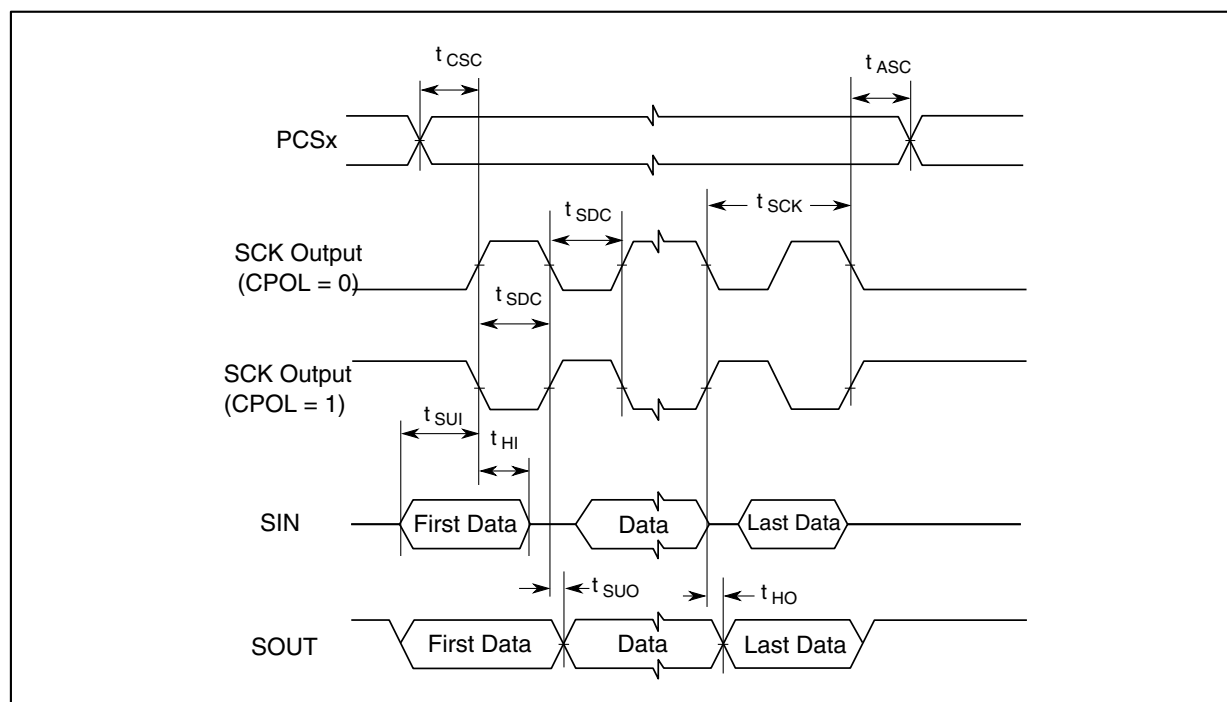 t CSC
t ASC
PCSx
t SCK
t SDC
SCK Output
(CPOL = 0)
t SDC
SCK Output
(CPOL = 1)
t SUI
t HI
SIN
First Data
Data
Last Data
t SUO
t HO
SOUT
First Data
Data
Last Data